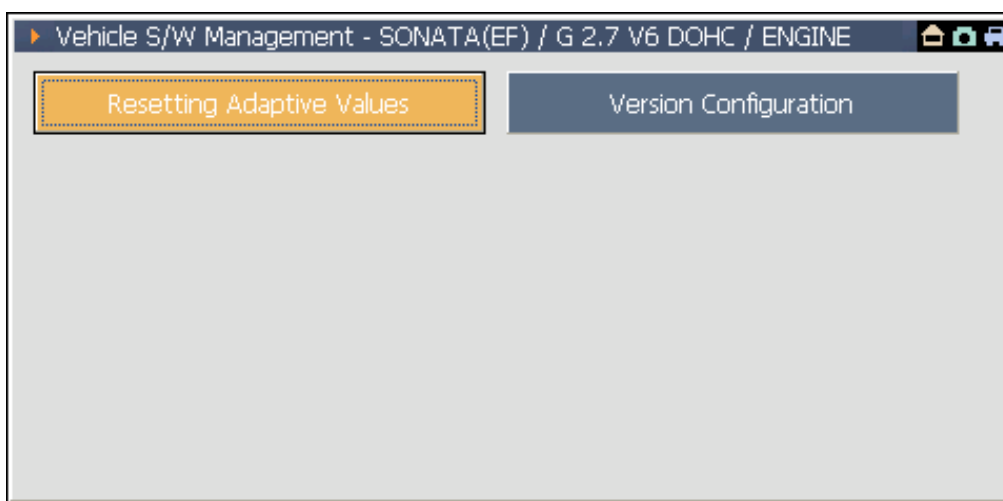 Vehicle S/W Management - SONATA(EF) / G 2.7 V6 DOHC / ENGINE
Resetting Adaptive Values
Version Configuration